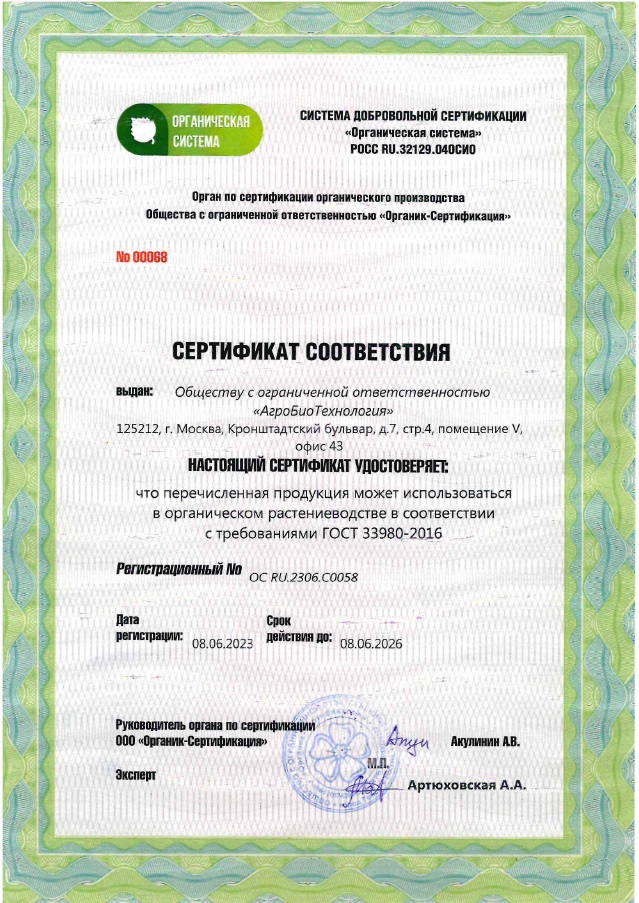 ОРГАНИЧЕСКАЯ
СИСТЕМА
СИСТЕМА ДОБРОВОЛЬНОЙ СЕРТИФИКАЦИИ
«Органическая система»
РОСС RU.32129.04ОСИО
Орган по сертификации органического производства
Общества с ограниченной ответственностью «Органик-Сертификация»
No 00068
СЕРТИФИКАТ СООТВЕТСТВИЯ
выдан: Обществу с ограниченной ответственностью
«АгроБиоТехнология»
125212, г. Москва, Кронштадтский бульвар, д.7, стр.4, помещение V,
офис 43
НАСТОЯЩИЙ СЕРТИФИКАТ УДОСТОВЕРЯЕТ:
что перечисленная продукция может использоваться
в органическом растениеводстве в соответствии
с требованиями ГОСТ 33980-2016
Регистрационный No ОС RU.2306.С0058
Дата
регистрации: 08.06.2023
Срок
действия до: 08.06.2026
Руководитель органа по сертификации
ООО «Органик-Сертификация» Акулинин А.В.
М.П.
Эксперт Артюховская А.А.